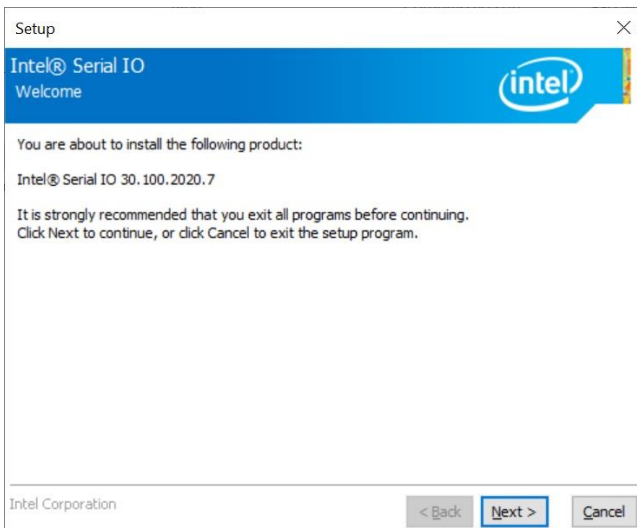 Setup
Intel® Serial IO
Welcome
intel
You are about to install the following product:
Intel® Serial IO 30.100.2020.7
It is strongly recommended that you exit all programs before continuing.
Click Next to continue, or click Cancel to exit the setup program.
Intel Corporation
< Back Next > Cancel